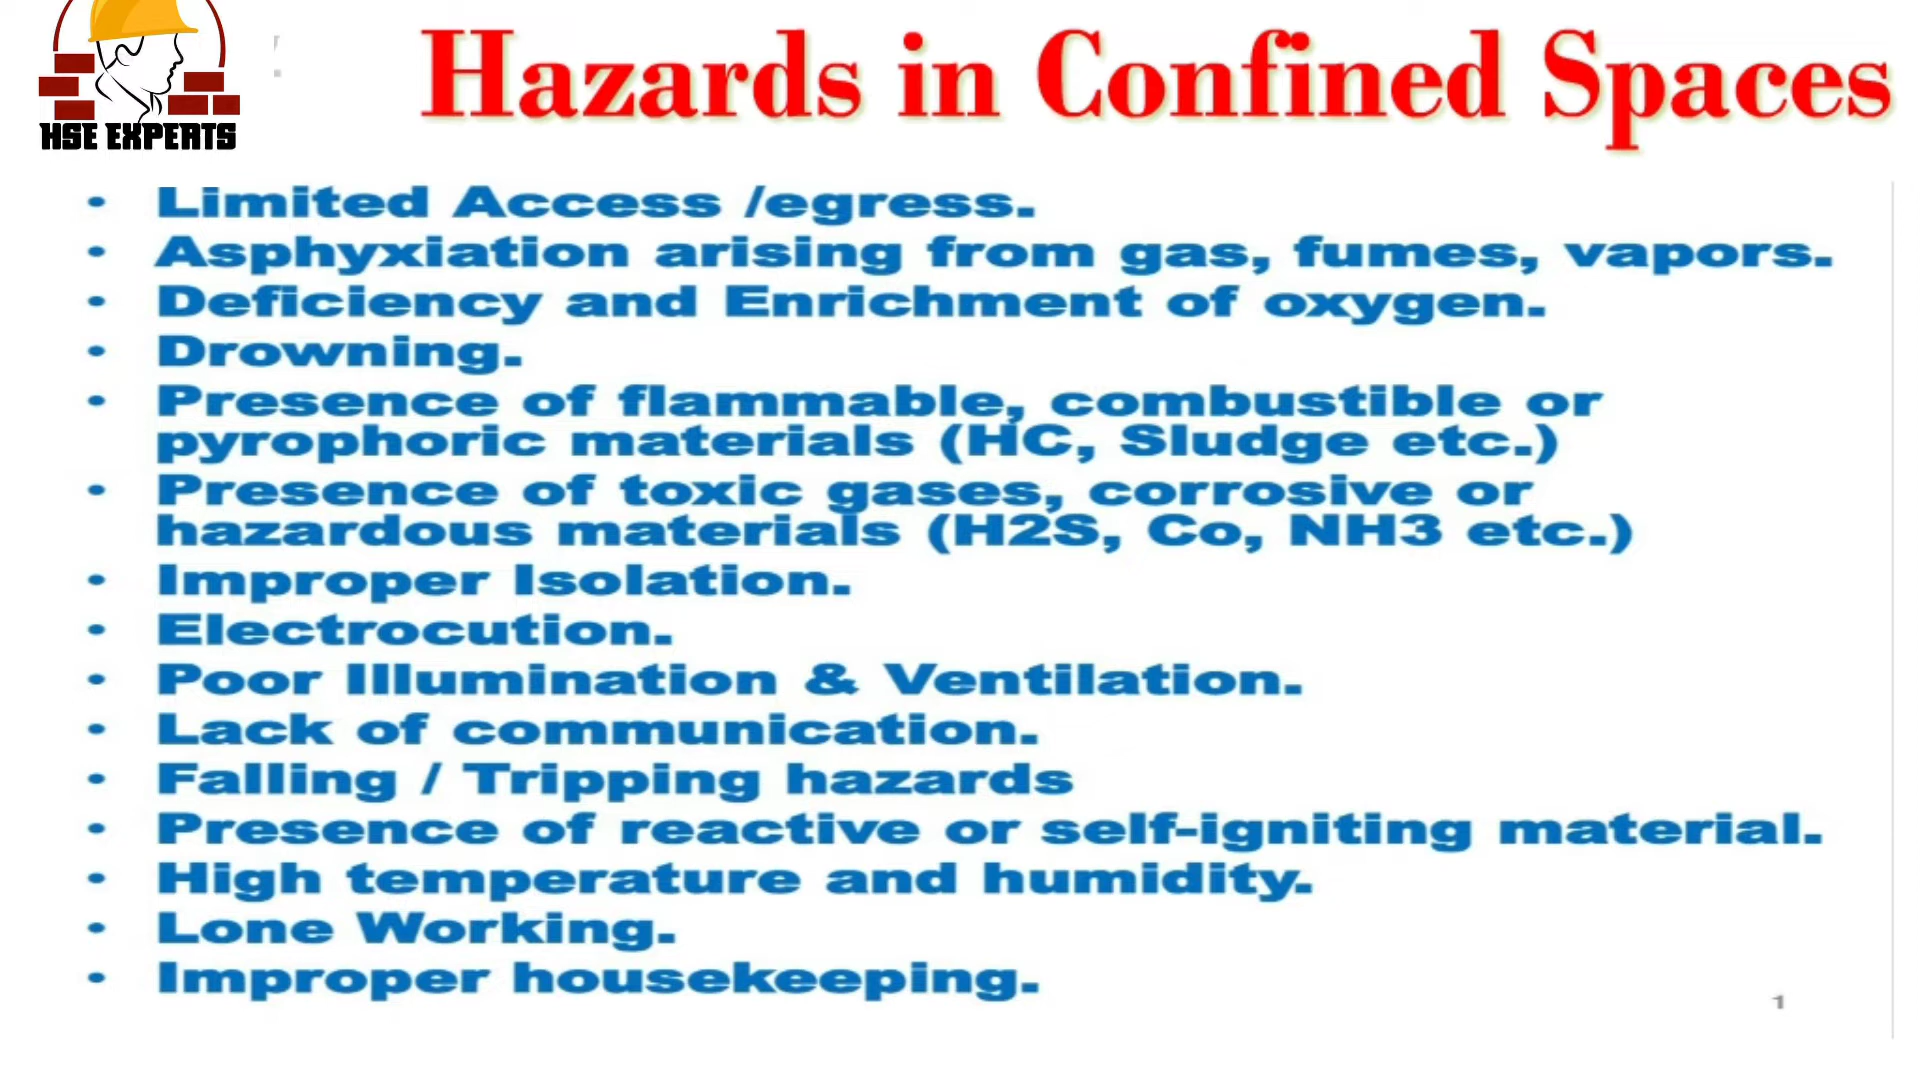 HSE EXPERTS
Hazards in Confined Spaces
• Limited Access /egress.
• Asphyxiation arising from gas, fumes, vapors.
• Deficiency and Enrichment of oxygen.
• Drowning.
• Presence of flammable, combustible or
pyrophoric materials (HC, Sludge etc.)
• Presence of toxic gases, corrosive or
hazardous materials (H2S, Co, NH3 etc.)
• Improper Isolation.
• Electrocution.
• Poor Illumination & Ventilation.
• Lack of communication.
• Falling / Tripping hazards
• Presence of reactive or self-igniting material.
• High temperature and humidity.
• Lone Working.
• Improper housekeeping.
1